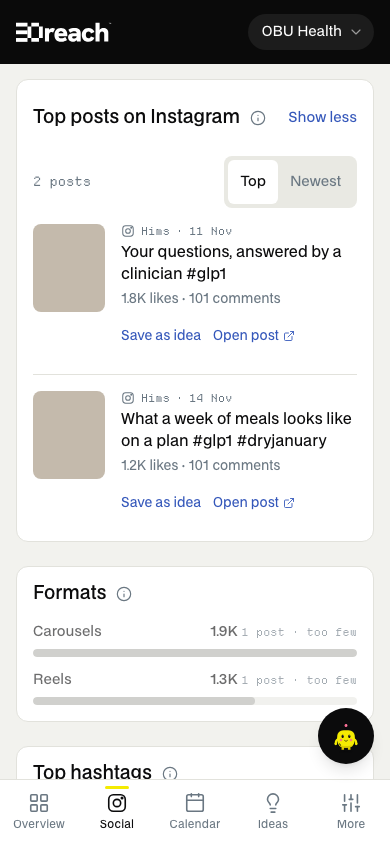 reach
OBU Health
Top posts on Instagram
Show less
2 posts
Top
Newest
Hims · 11 Nov
Your questions, answered by a
clinician #glp1
1.8K likes · 101 comments
Save as idea
Open post
Hims · 14 Nov
What a week of meals looks like
on a plan #glp1 #dryjanuary
1.2K likes · 101 comments
Save as idea
Open post
Formats
Carousels
1.9K 1 post · too few
Reels
1.3K 1 post · too few
Top hashtags
Overview
Social
Calendar
Ideas
More